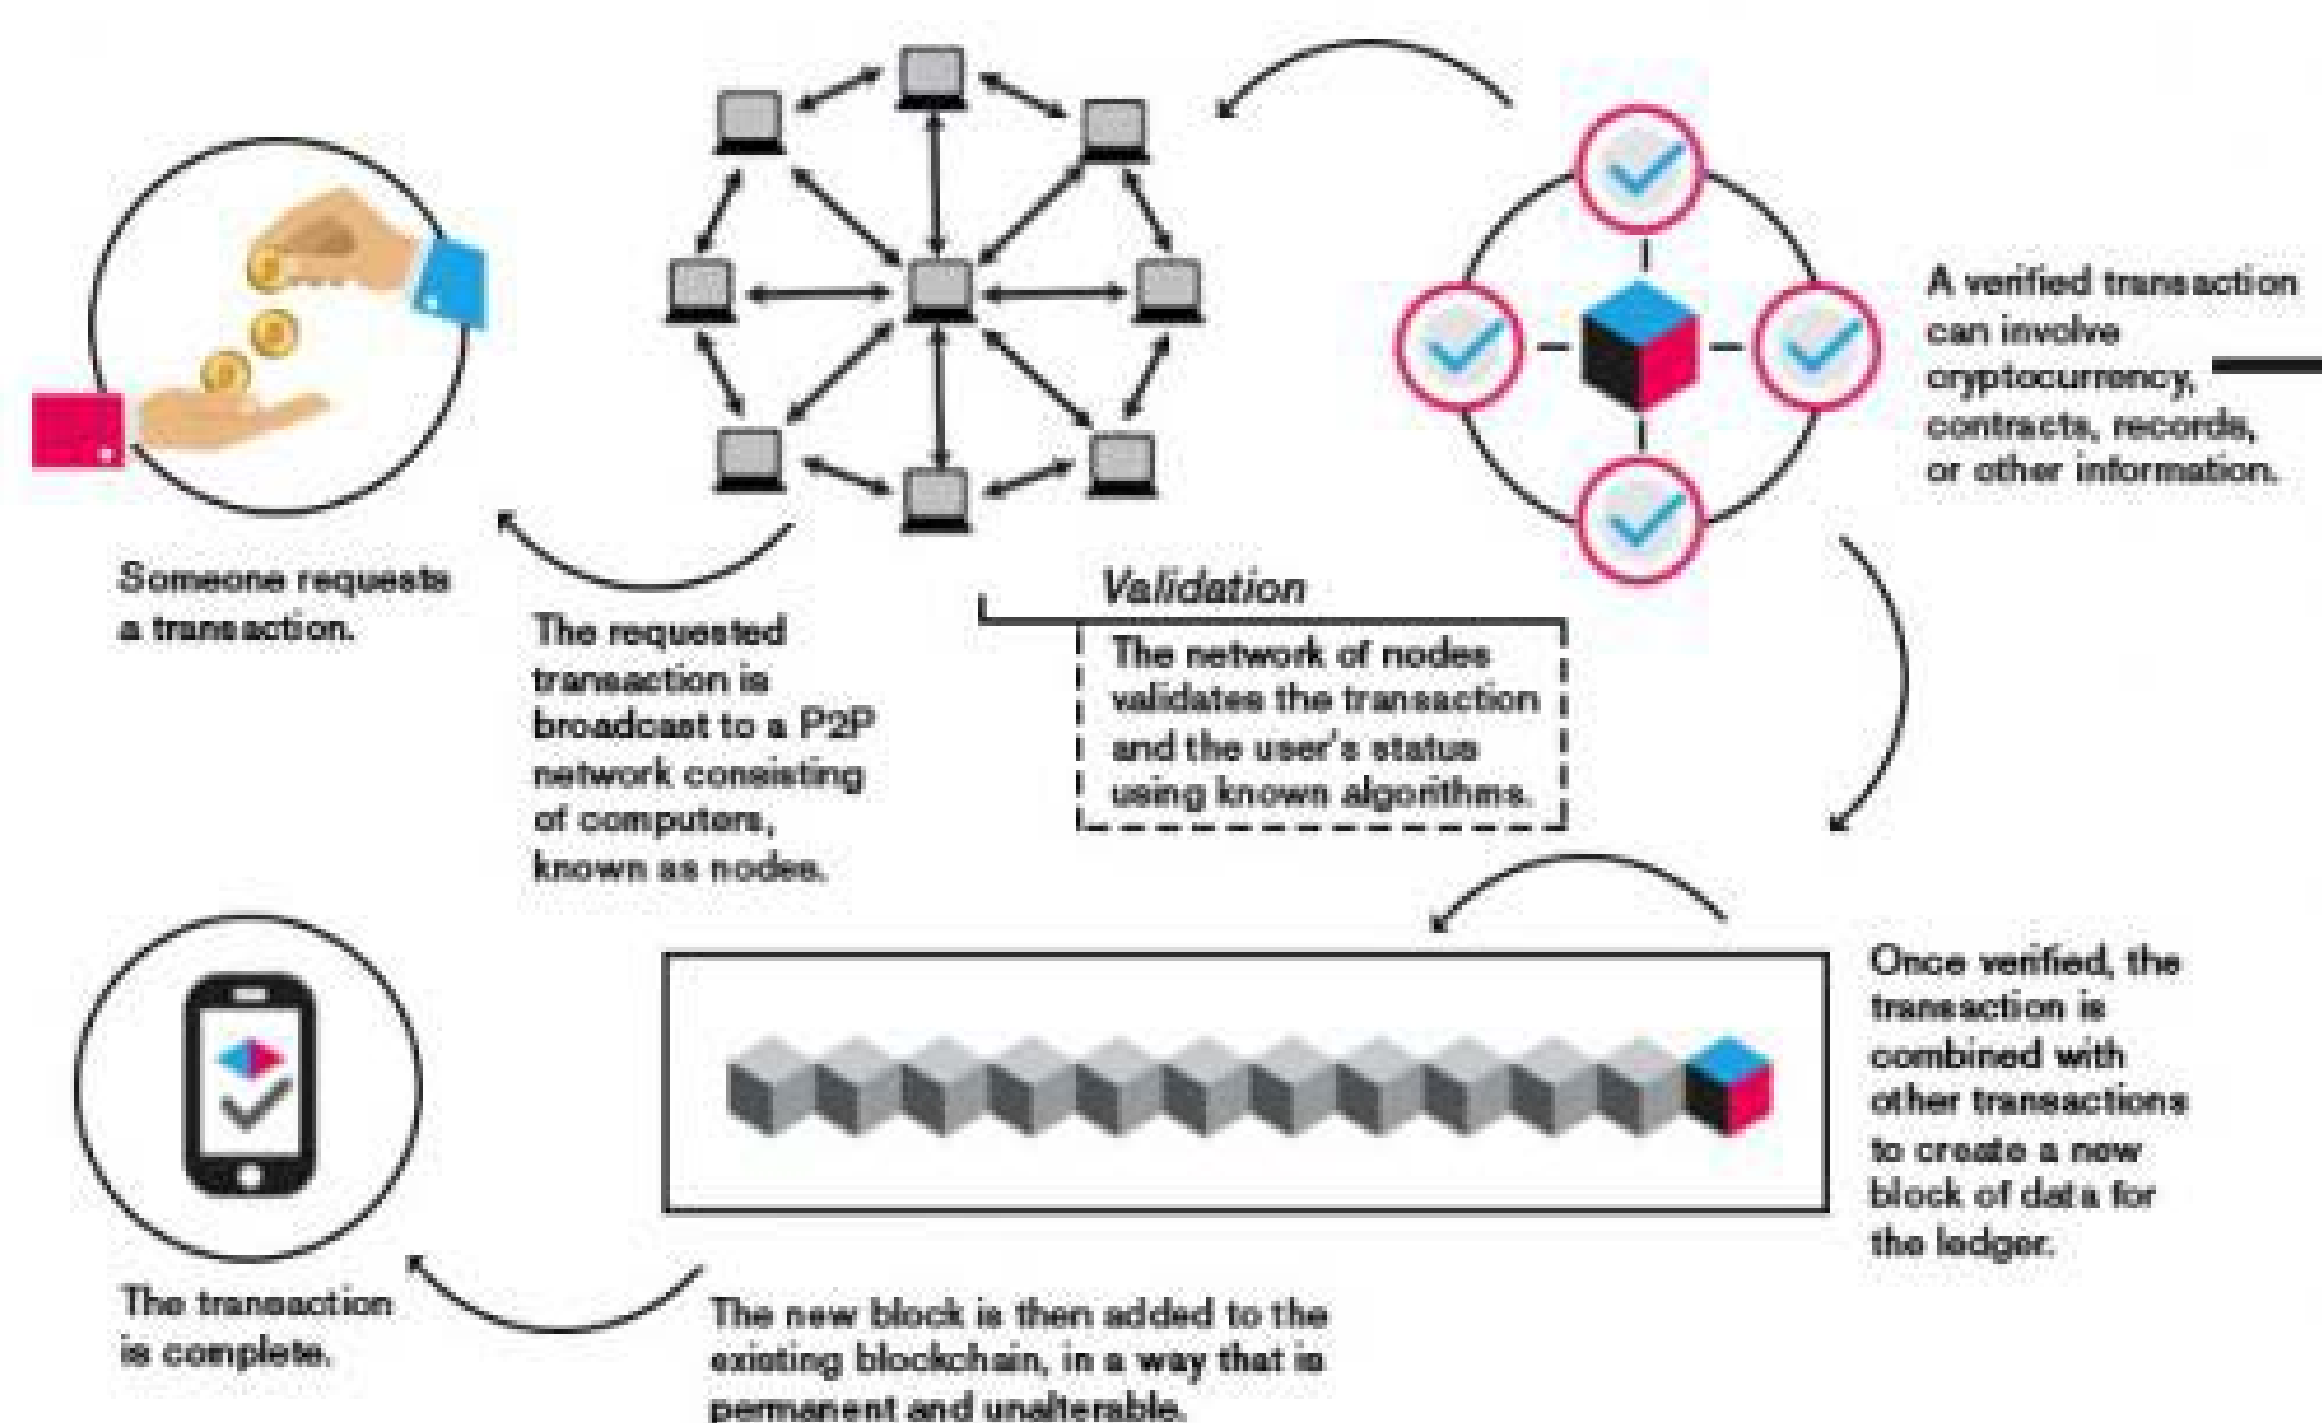 Someone requests
a transaction.
The requested
transaction is
broadcast to a P2P
network consisting
of computers,
known as nodes.
Validation
The network of nodes
validates the transaction
and the user's status
using known algorithms.
A verified transaction
can involve
cryptocurrency,
contracts, records,
or other information.
Once verified, the
transaction is
combined with
other transactions
to create a new
block of data for
the ledger.
The new block is then added to the
existing blockchain, in a way that is
permanent and unalterable.
The transaction
is complete.